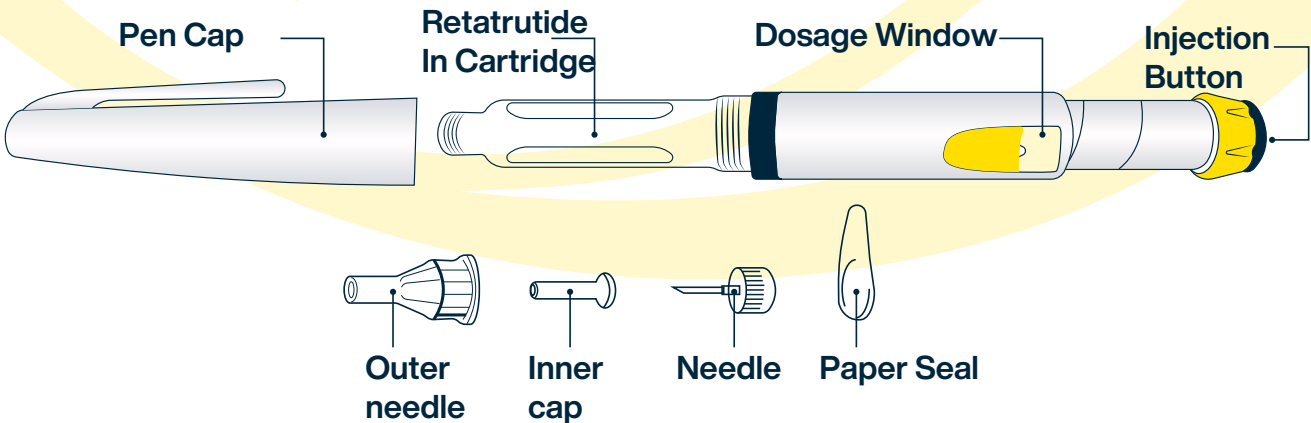 Pen Cap
Retatrutide
In Cartridge
Dosage Window
Injection
Button
Outer
needle
Inner
cap
Needle
Paper Seal